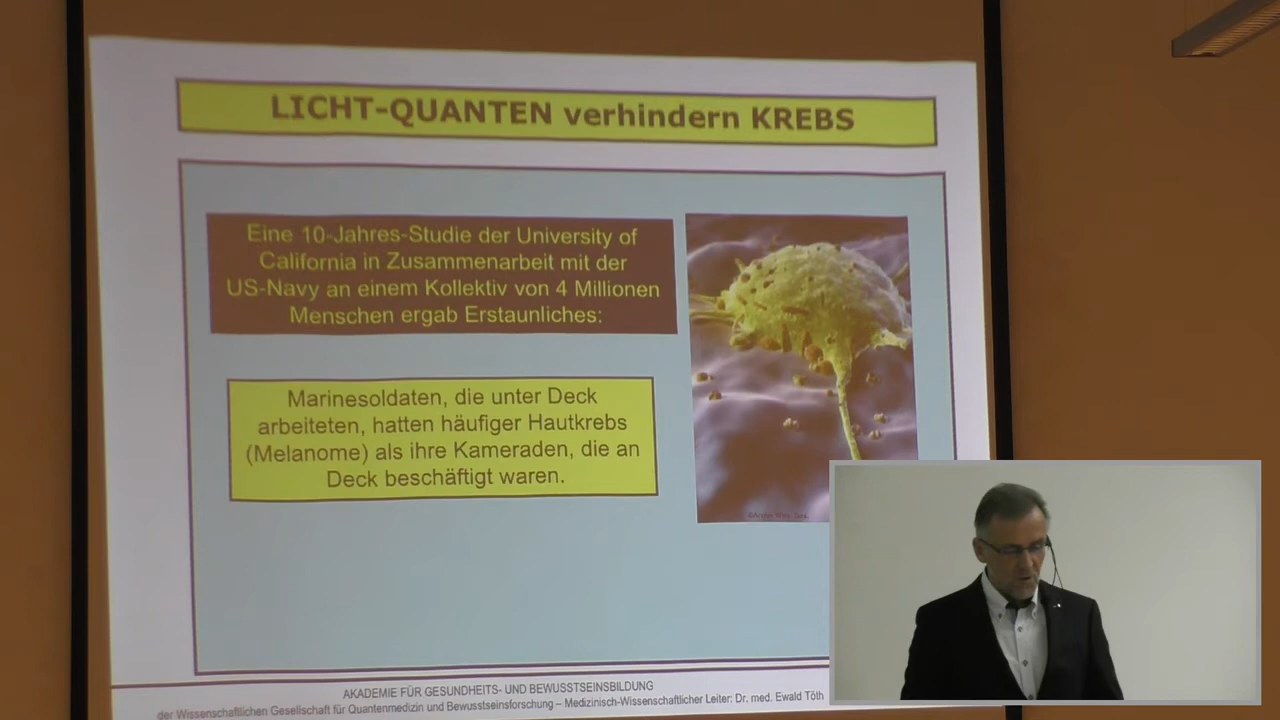 LICHT-QUANTEN verhindern KREBS
Eine 10-Jahres-Studie der University of
California in Zusammenarbeit mit der
US-Navy an einem Kollektiv von 4 Millionen
Menschen ergab Erstaunliches:
Marinesoldaten, die unter Deck
arbeiteten, hatten häufiger Hautkrebs
(Melanome) als ihre Kameraden, die an
Deck beschäftigt waren.
AKADEMIE FÜR GESUNDHEITS- UND BEWUSSTSEINSBILDUNG
der Wissenschaftlichen Gesellschaft für Quantenmedizin und Bewusstseinsforschung – Medizinisch-Wissenschaftlicher Leiter: Dr. med. Ewald Töth